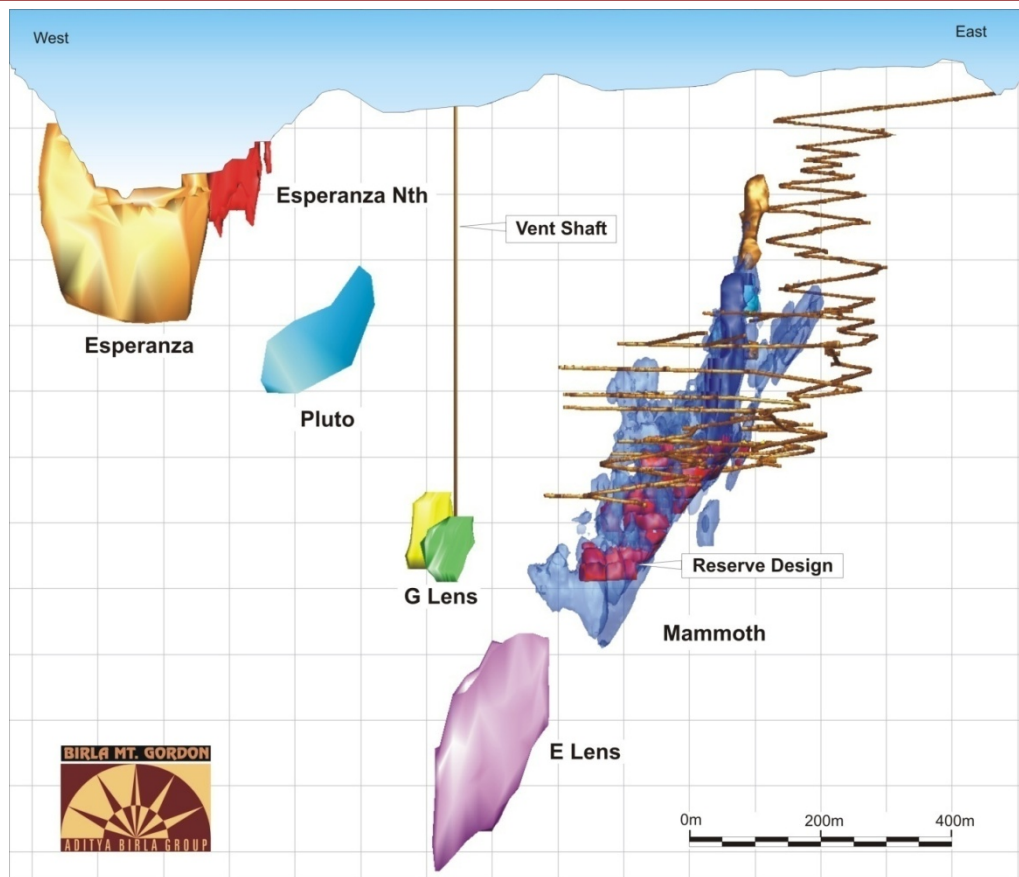 West
East
Esperanza Nth
Vent Shaft
Esperanza
Pluto
Reserve Design
G Lens
Mammoth
E Lens
BIRLA MT. GORDON
ADITYA BIRLA GROUP
0m 200m 400m